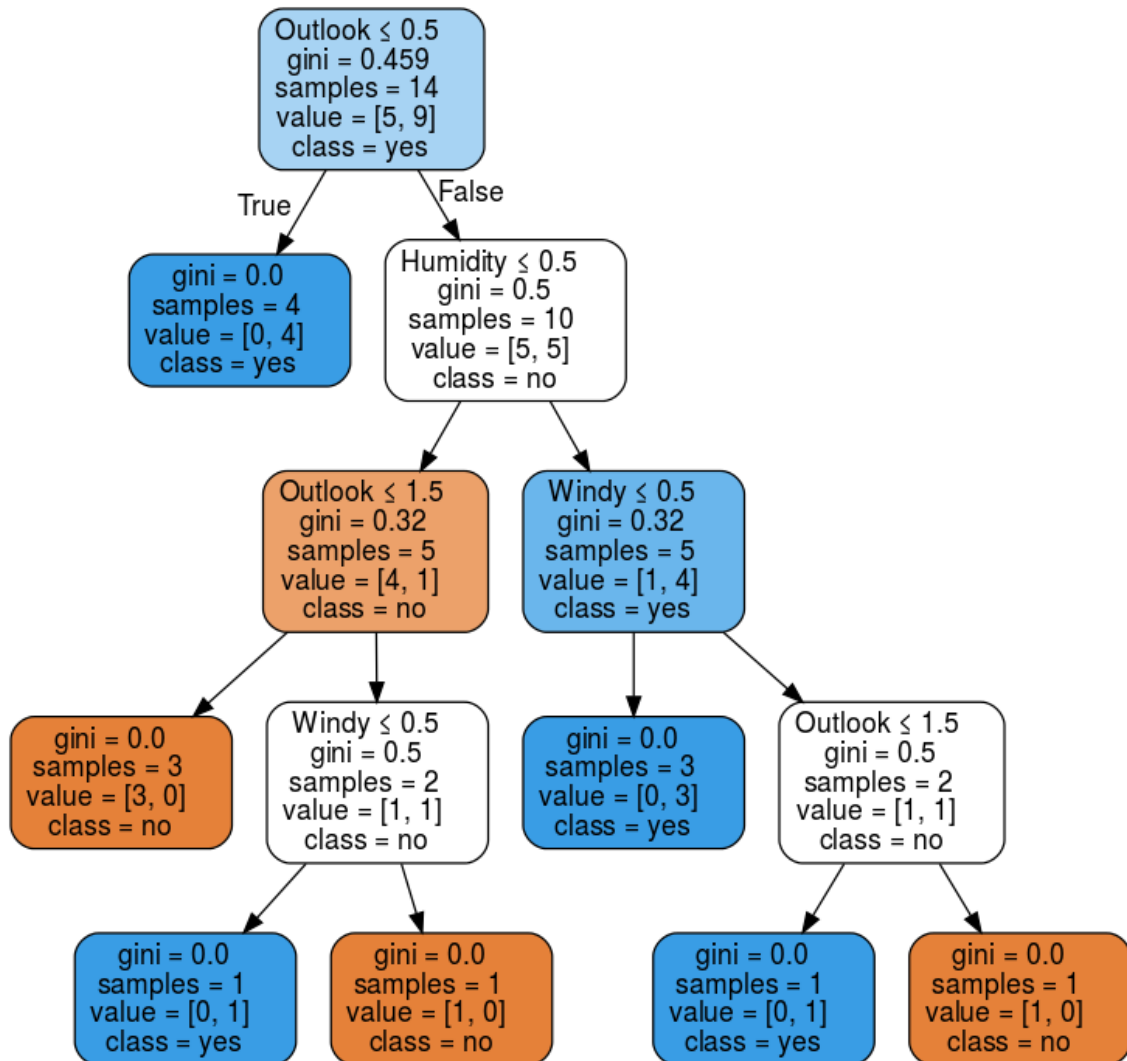 Outlook ≤ 0.5
gini = 0.459
samples = 14
value = [5, 9]
class = yes
True
False
gini = 0.0
samples = 4
value = [0, 4]
class = yes
Humidity ≤ 0.5
gini = 0.5
samples = 10
value = [5, 5]
class = no
Outlook ≤ 1.5
gini = 0.32
samples = 5
value = [4, 1]
class = no
Windy ≤ 0.5
gini = 0.32
samples = 5
value = [1, 4]
class = yes
gini = 0.0
samples = 3
value = [3, 0]
class = no
Windy ≤ 0.5
gini = 0.5
samples = 2
value = [1, 1]
class = no
gini = 0.0
samples = 3
value = [0, 3]
class = yes
Outlook ≤ 1.5
gini = 0.5
samples = 2
value = [1, 1]
class = no
gini = 0.0
samples = 1
value = [0, 1]
class = yes
gini = 0.0
samples = 1
value = [1, 0]
class = no
gini = 0.0
samples = 1
value = [0, 1]
class = yes
gini = 0.0
samples = 1
value = [1, 0]
class = no